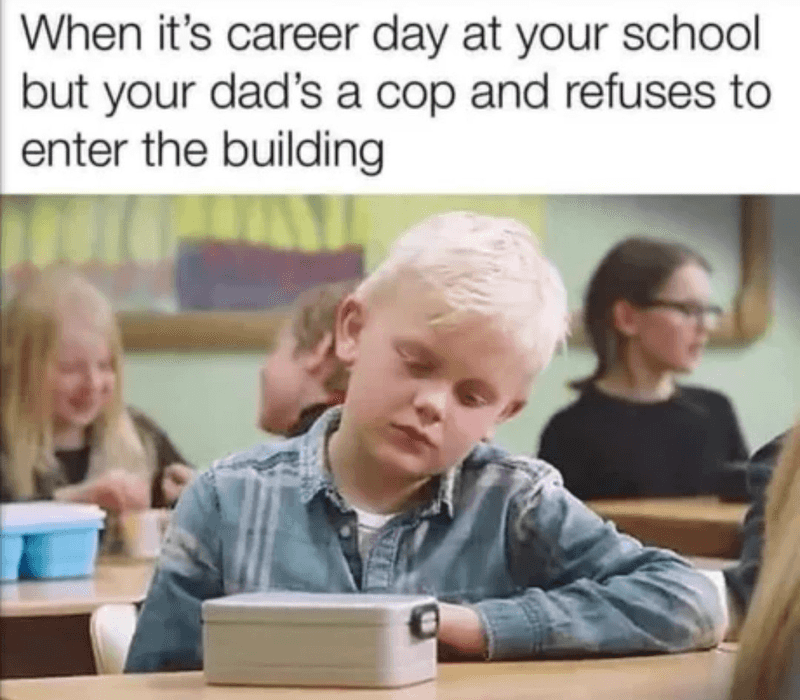 When it's career day at your school
but your dad's a cop and refuses to
enter the building